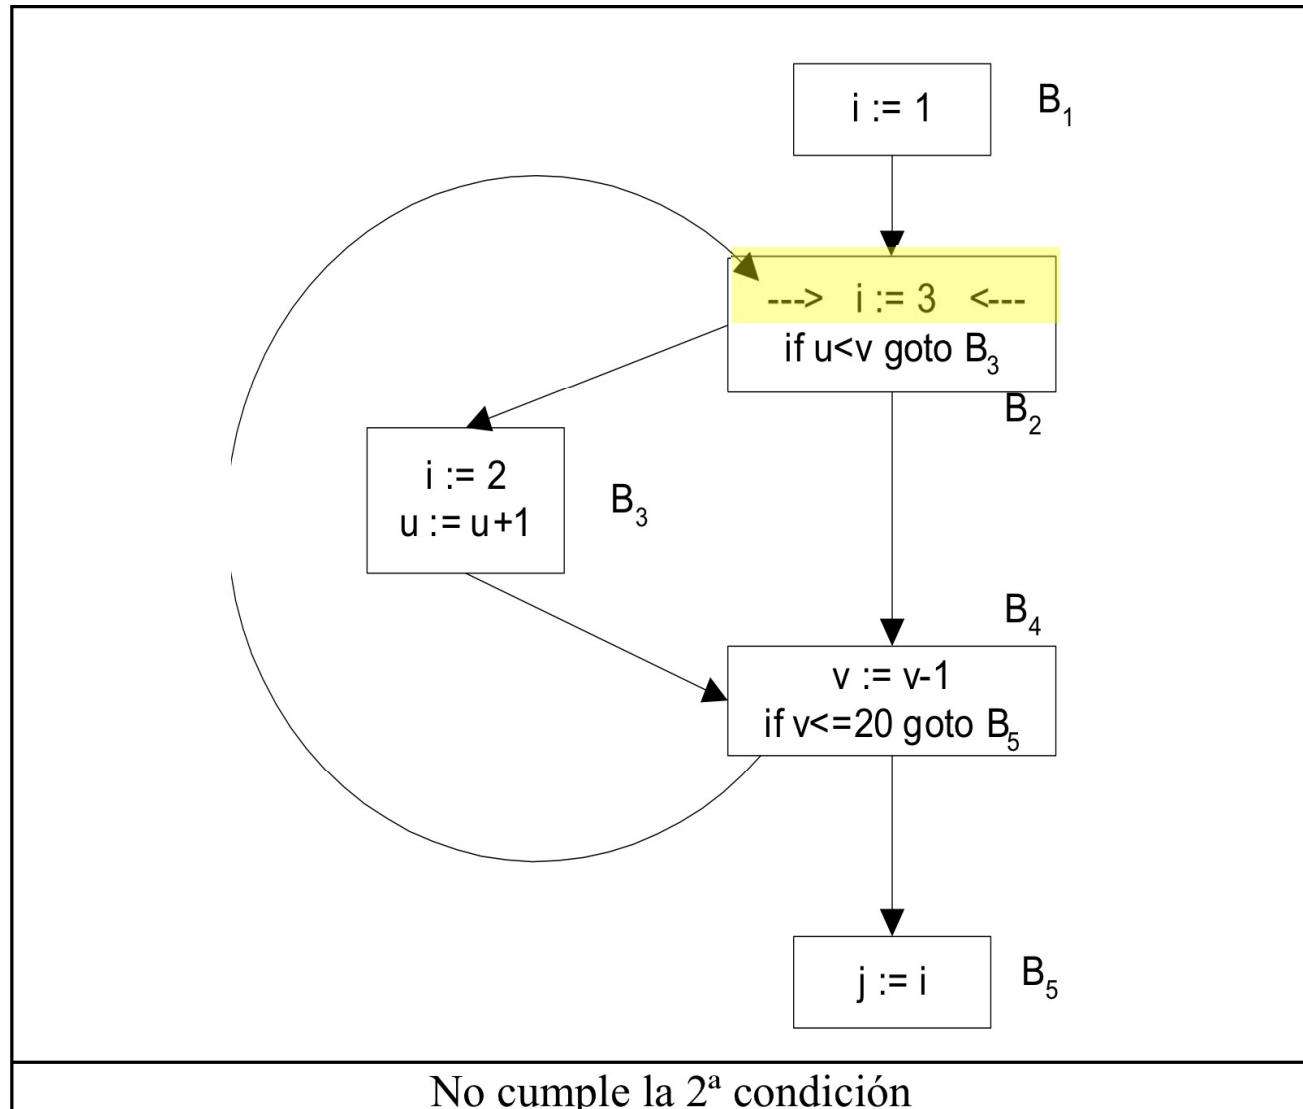 i := 1
B₁
---> i := 3 <---
if u<v goto B₃
B₂
i := 2
u := u+1
B₃
B₄
v := v-1
if v<=20 goto B₅
j := i
B₅
No cumple la 2ª condición